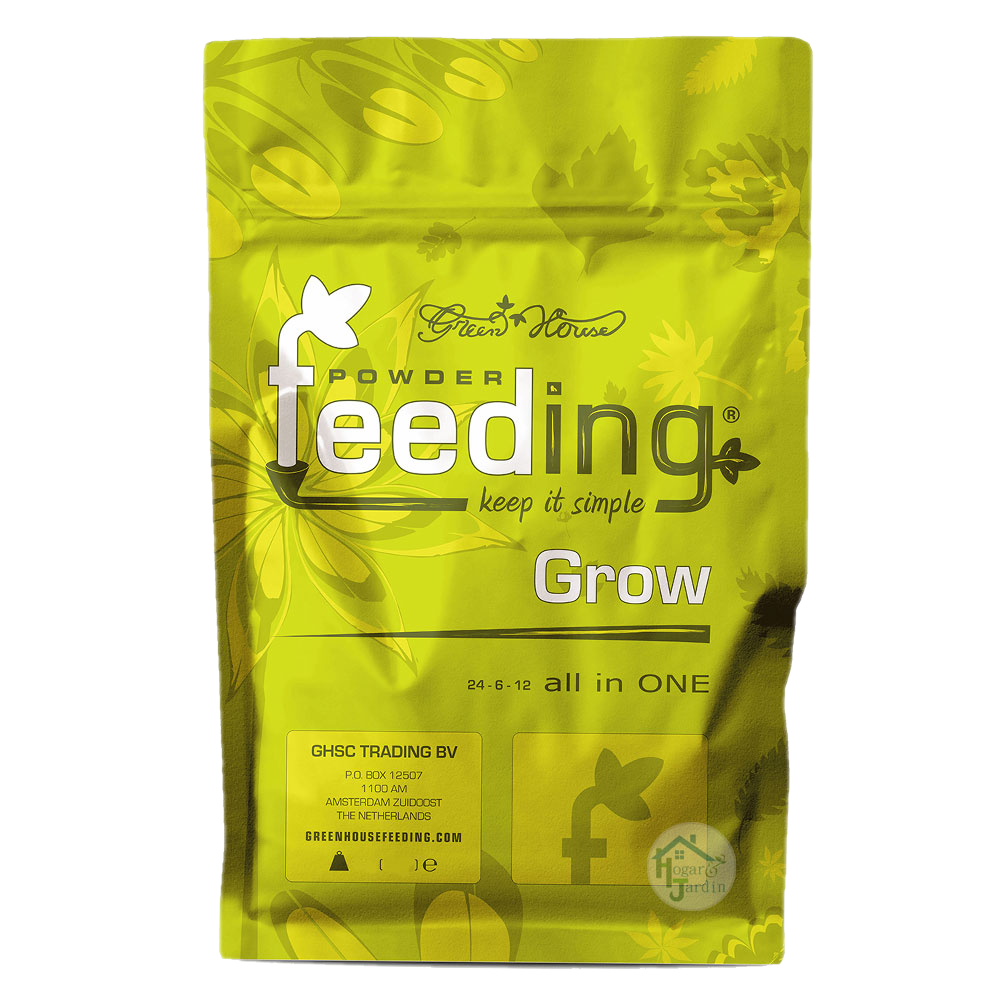 Green House
POWDER
feeding®
keep it simple
Grow
24-6-12 all in ONE
GHSC TRADING BV
P.O. BOX 12507
1100 AM
AMSTERDAM ZUIDOOST
THE NETHERLANDS
GREENHOUSEFEEDING.COM
( )℮
f
Hogar &
Jardin